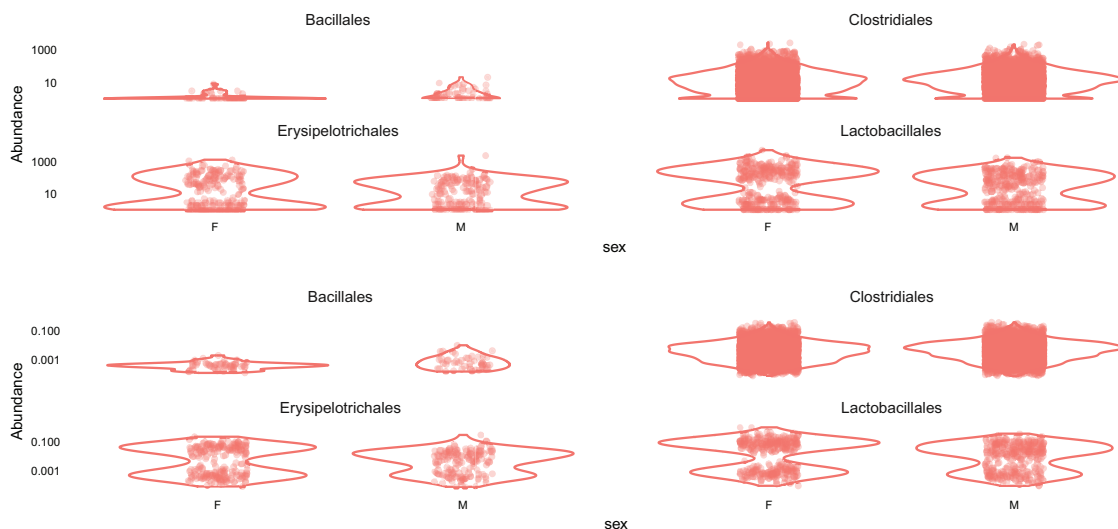 Bacillales
Clostridiales
1000
10
Abundance
Erysipelotrichales
Lactobacillales
1000
10
F
M
F
M
sex
Bacillales
Clostridiales
0.100
0.001
Abundance
Erysipelotrichales
Lactobacillales
0.100
0.001
F
M
F
M
sex